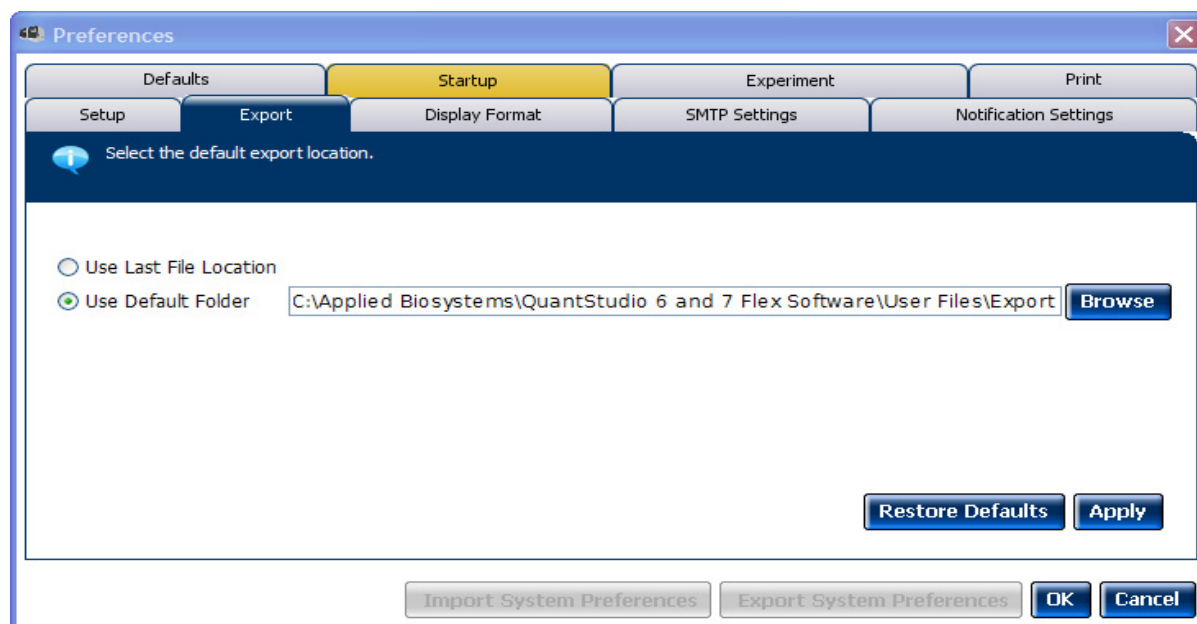 Preferences
Defaults Startup Experiment Print
Setup Export Display Format SMTP Settings Notification Settings
Select the default export location.
Use Last File Location
Use Default Folder C:\Applied Biosystems\QuantStudio 6 and 7 Flex Software\User Files\Export Browse
Restore Defaults Apply
Import System Preferences Export System Preferences OK Cancel